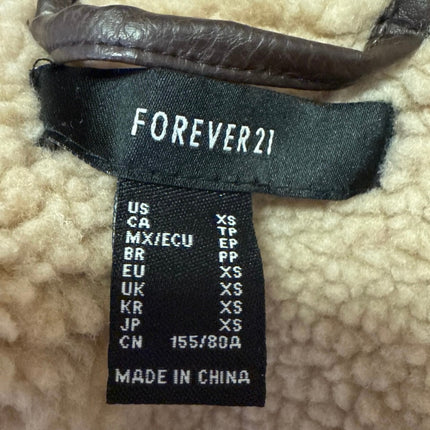 FOREVER21
US XS
CA TP
MX/ECU EP
BR PP
EU XS
UK XS
KR XS
JP XS
CN 155/80A
MADE IN CHINA